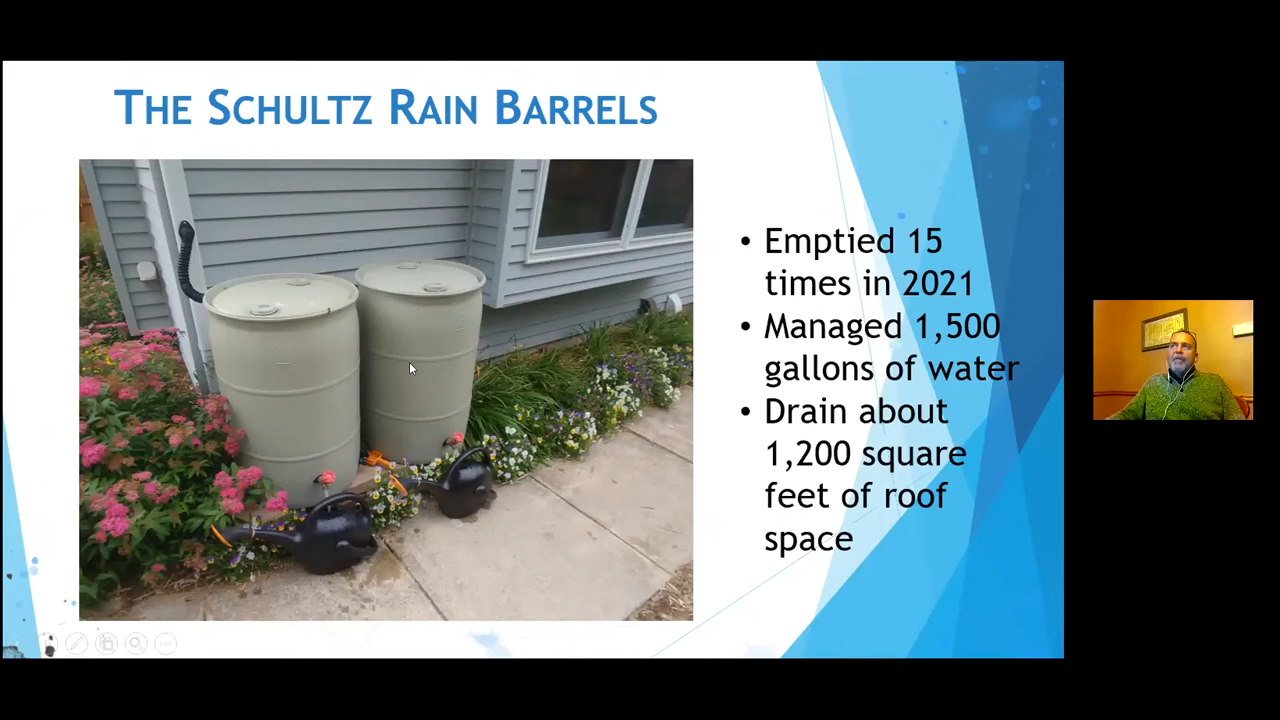 THE SCHULTZ RAIN BARRELS
• Emptied 15
times in 2021
• Managed 1,500
gallons of water
• Drain about
1,200 square
feet of roof
space